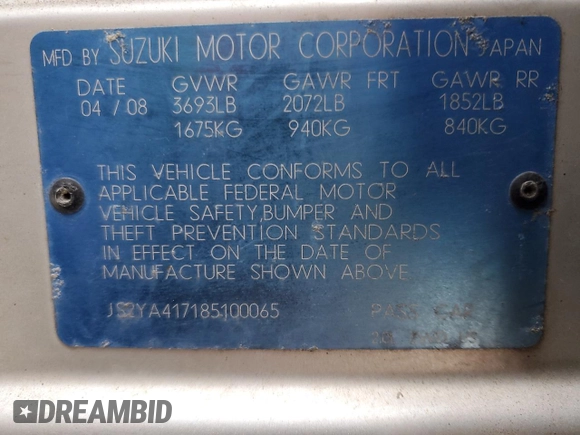 MFD BY SUZUKI MOTOR CORPORATION JAPAN
DATE GVWR GAWR FRT GAWR RR
04 / 08 3693LB 2072LB 1852LB
1675KG 940KG 840KG
THIS VEHICLE CONFORMS TO ALL
APPLICABLE FEDERAL MOTOR
VEHICLE SAFETY,BUMPER AND
THEFT PREVENTION STANDARDS
IN EFFECT ON THE DATE OF
MANUFACTURE SHOWN ABOVE
JS2YA417185100065 PASS CAR
DREAMBID